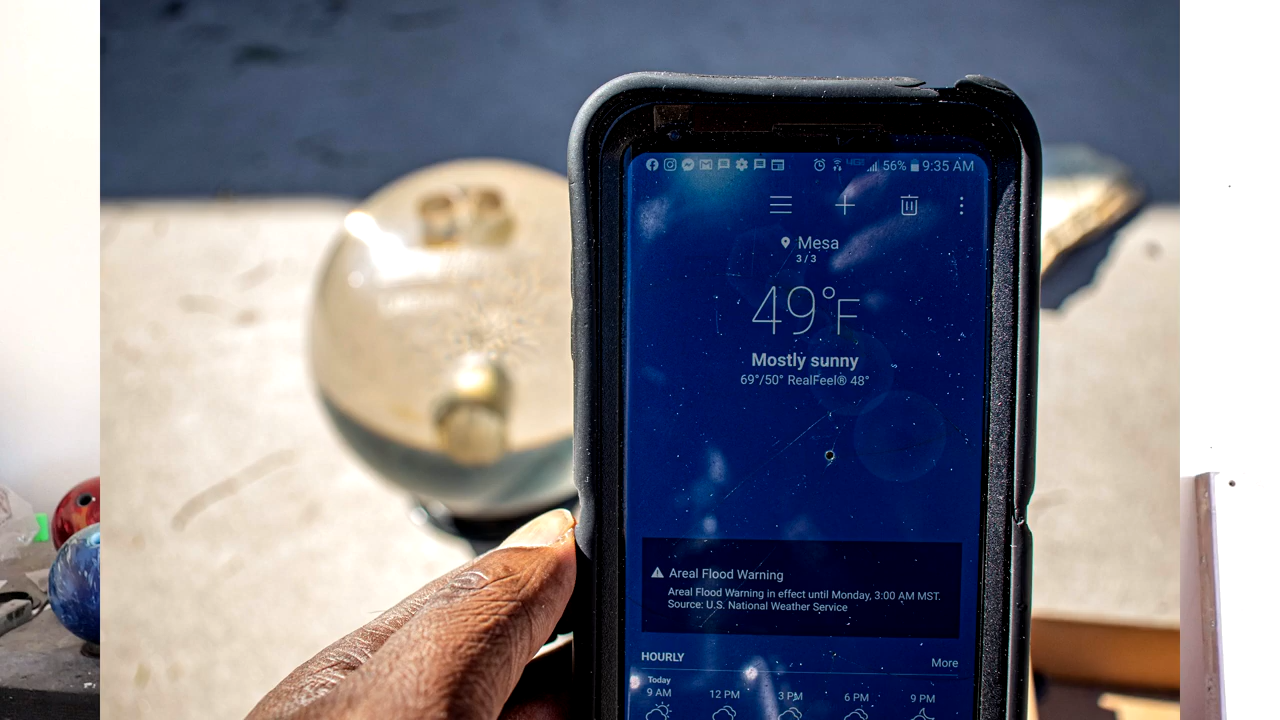 56% 9:35 AM
Mesa
3/3
49°F
Mostly sunny
69°/50° RealFeel® 48°
Areal Flood Warning
Areal Flood Warning in effect until Monday, 3:00 AM MST.
Source: U.S. National Weather Service
HOURLY
More
Today
9 AM 12 PM 3 PM 6 PM 9 PM